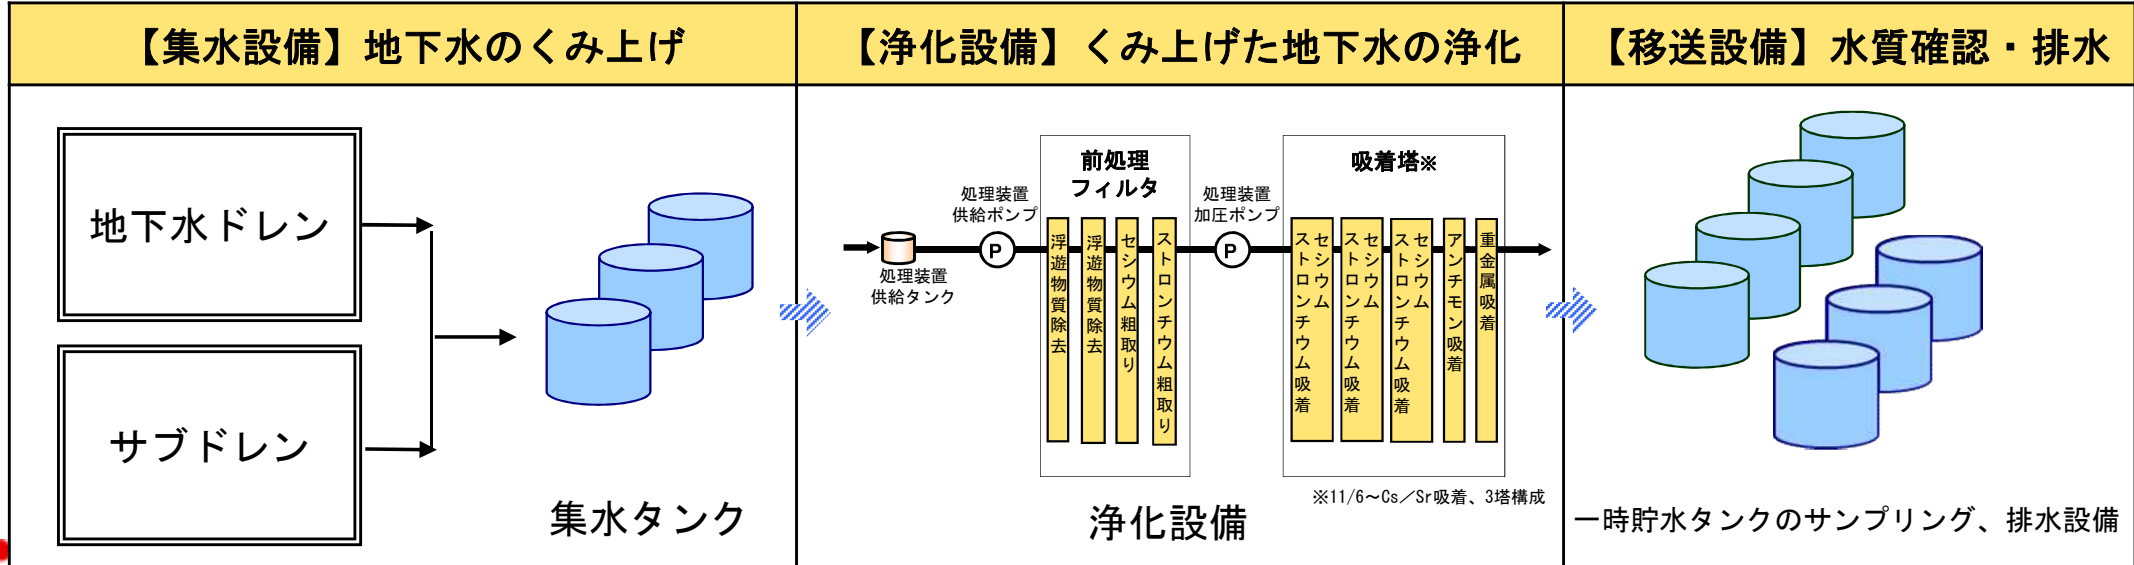 【集水設備】地下水のくみ上げ
【浄化設備】くみ上げた地下水の浄化
【移送設備】水質確認・排水
地下水ドレン
サブドレン
集水タンク
処理装置
供給タンク
処理装置
供給ポンプ
P
前処理
フィルタ
浮遊物質除去
浮遊物質除去
セシウム粗取り
ストロンチウム粗取り
処理装置
加圧ポンプ
P
吸着塔※
セシウム
ストロンチウム吸着
セシウム
ストロンチウム吸着
セシウム
ストロンチウム吸着
アンチモン吸着
重金属吸着
※11/6~Cs/Sr吸着、3塔構成
浄化設備
一時貯水タンクのサンプリング、排水設備